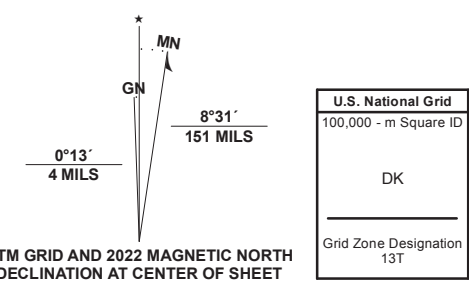 ★
MN
GN
8°31´
151 MILS
0°13´
4 MILS
TM GRID AND 2022 MAGNETIC NORTH
DECLINATION AT CENTER OF SHEET
U.S. National Grid
100,000 - m Square ID
DK
Grid Zone Designation
13T